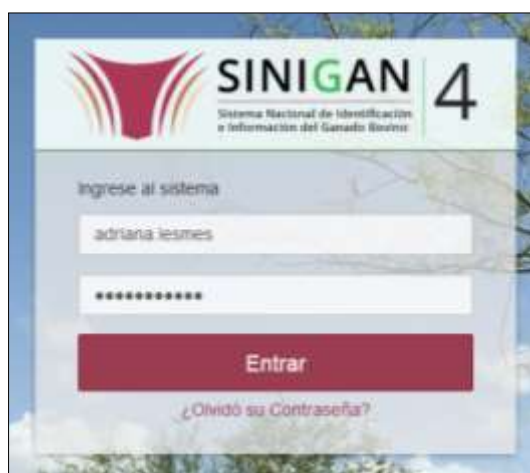 SINIGAN 4
Sistema Nacional de Identificación
e Información del Ganado Bovino
Ingrese al sistema
adriana lesmes
•••••••••••
Entrar
¿Olvidó su Contraseña?